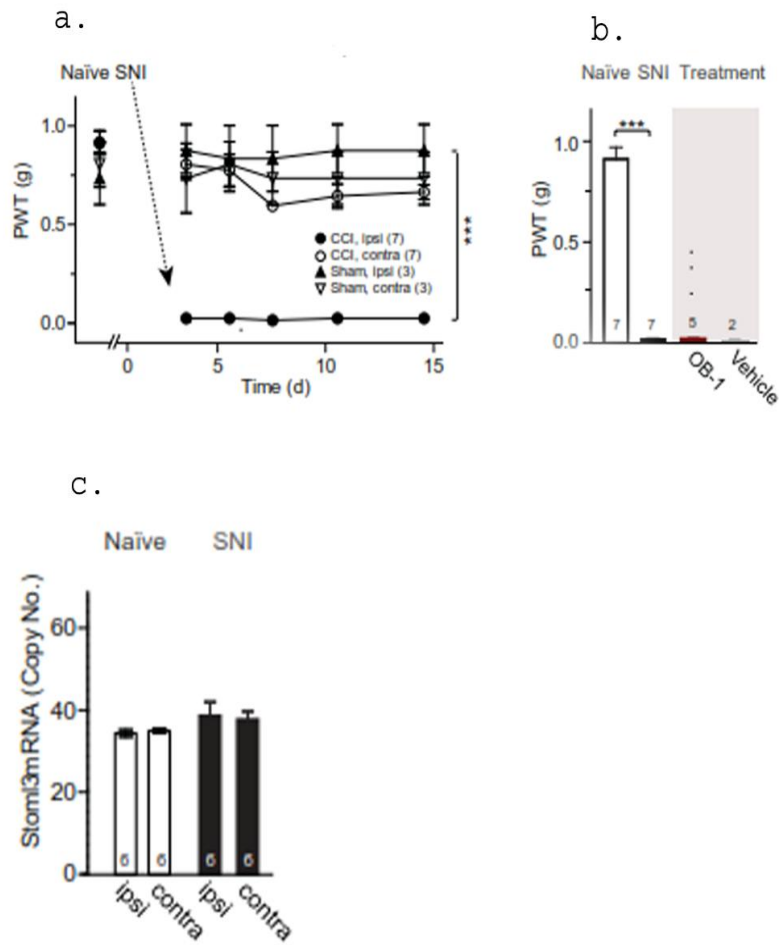 a.
Naïve SNI
PWT (g)
1.0
0.5
0.0
***
CCI, ipsi (7)
CCI, contra (7)
Sham, ipsi (3)
Sham, contra (3)
0 5 10 15
Time (d)
b.
Naïve SNI Treatment
***
PWT (g)
1.0
0.5
0.0
7 7 5 2
OB-1 Vehicle
c.
Naïve SNI
Stoml3mRNA (Copy No.)
60
40
20
0
6 6 6 6
ipsi contra ipsi contra